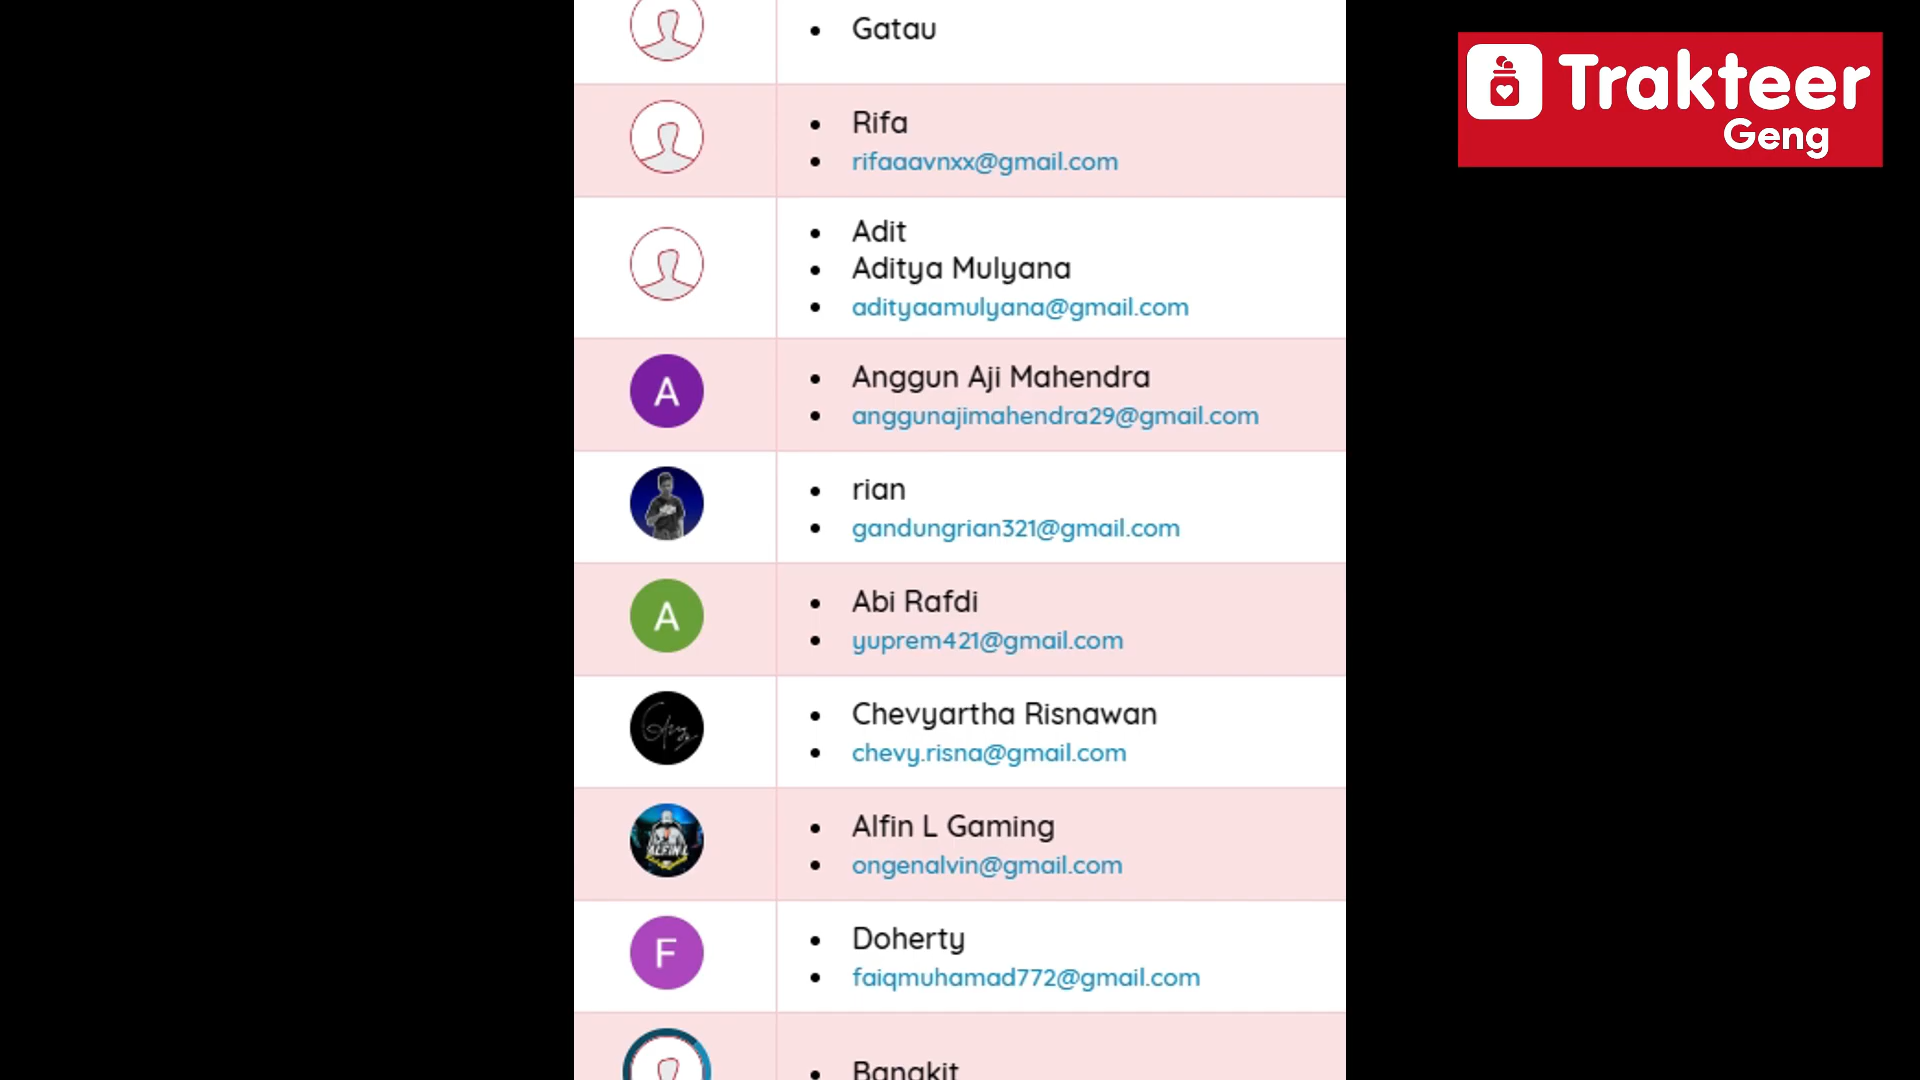 Gatau
Rifa
rifaaavnxx@gmail.com
Adit
Aditya Mulyana
adityaamulyana@gmail.com
A
Anggun Aji Mahendra
anggunajimahendra29@gmail.com
rian
gandungrian321@gmail.com
A
Abi Rafdi
yuprem421@gmail.com
Chevyartha Risnawan
chevy.risna@gmail.com
ALFIN L
Alfin L Gaming
ongenalvin@gmail.com
F
Doherty
faiqmuhamad772@gmail.com
Bangkit
Trakteer
Geng